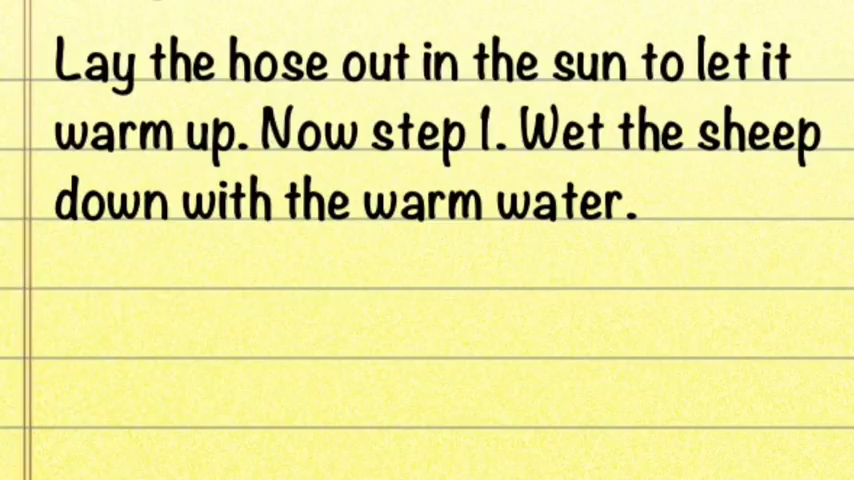 Lay the hose out in the sun to let it
warm up. Now step 1. Wet the sheep
down with the warm water.